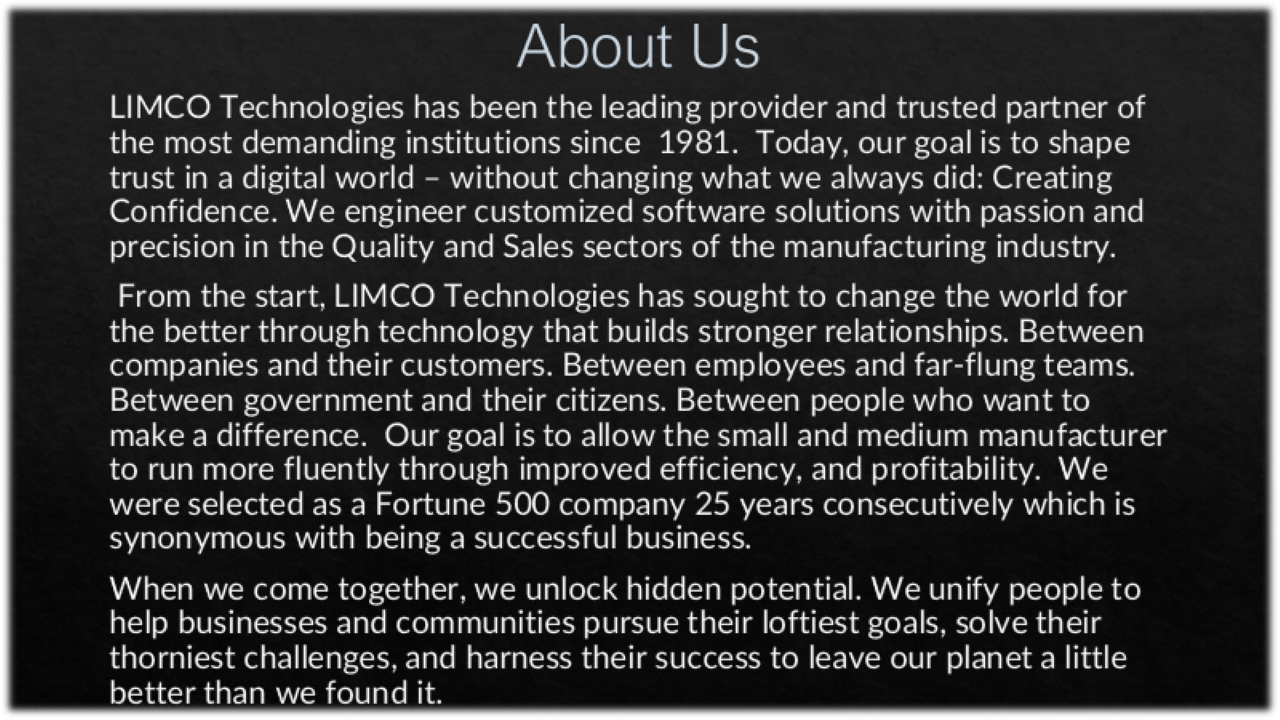 About Us
LIMCO Technologies has been the leading provider and trusted partner of
the most demanding institutions since  1981.  Today, our goal is to shape
trust in a digital world – without changing what we always did: Creating
Confidence. We engineer customized software solutions with passion and
precision in the Quality and Sales sectors of the manufacturing industry.
From the start, LIMCO Technologies has sought to change the world for
the better through technology that builds stronger relationships. Between
companies and their customers. Between employees and far-flung teams.
Between government and their citizens. Between people who want to
make a difference.  Our goal is to allow the small and medium manufacturer
to run more fluently through improved efficiency, and profitability.  We
were selected as a Fortune 500 company 25 years consecutively which is
synonymous with being a successful business.
When we come together, we unlock hidden potential. We unify people to
help businesses and communities pursue their loftiest goals, solve their
thorniest challenges, and harness their success to leave our planet a little
better than we found it.